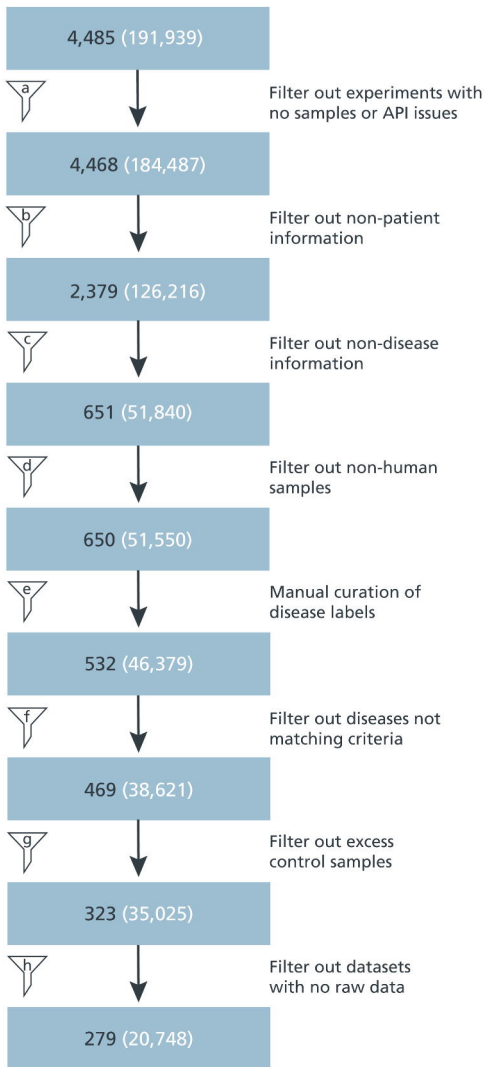 4,485 (191,939)
a
Filter out experiments with
no samples or API issues
4,468 (184,487)
b
Filter out non-patient
information
2,379 (126,216)
c
Filter out non-disease
information
651 (51,840)
d
Filter out non-human
samples
650 (51,550)
e
Manual curation of
disease labels
532 (46,379)
f
Filter out diseases not
matching criteria
469 (38,621)
g
Filter out excess
control samples
323 (35,025)
h
Filter out datasets
with no raw data
279 (20,748)